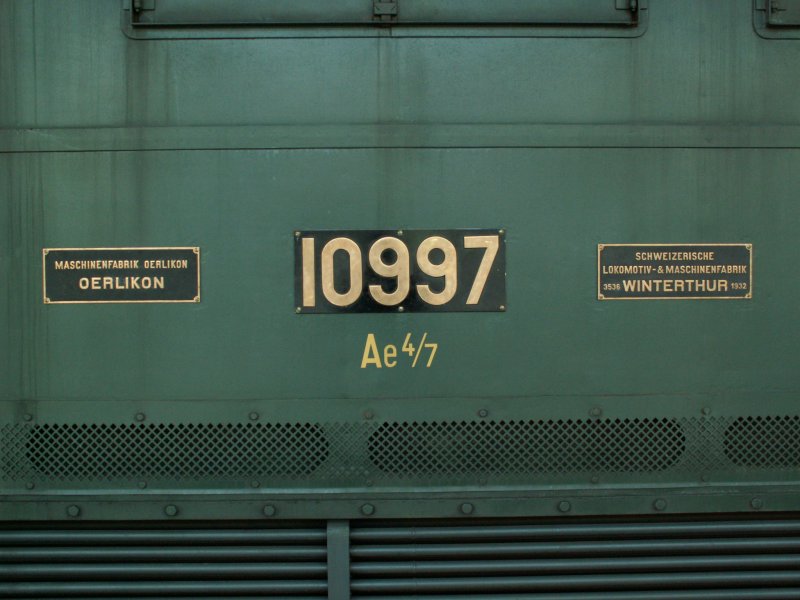 MASCHINENFABRIK OERLIKON
OERLIKON
10997
Ae 4/7
SCHWEIZERISCHE
LOKOMOTIV- & MASCHINENFABRIK
3536 WINTERTHUR 1932